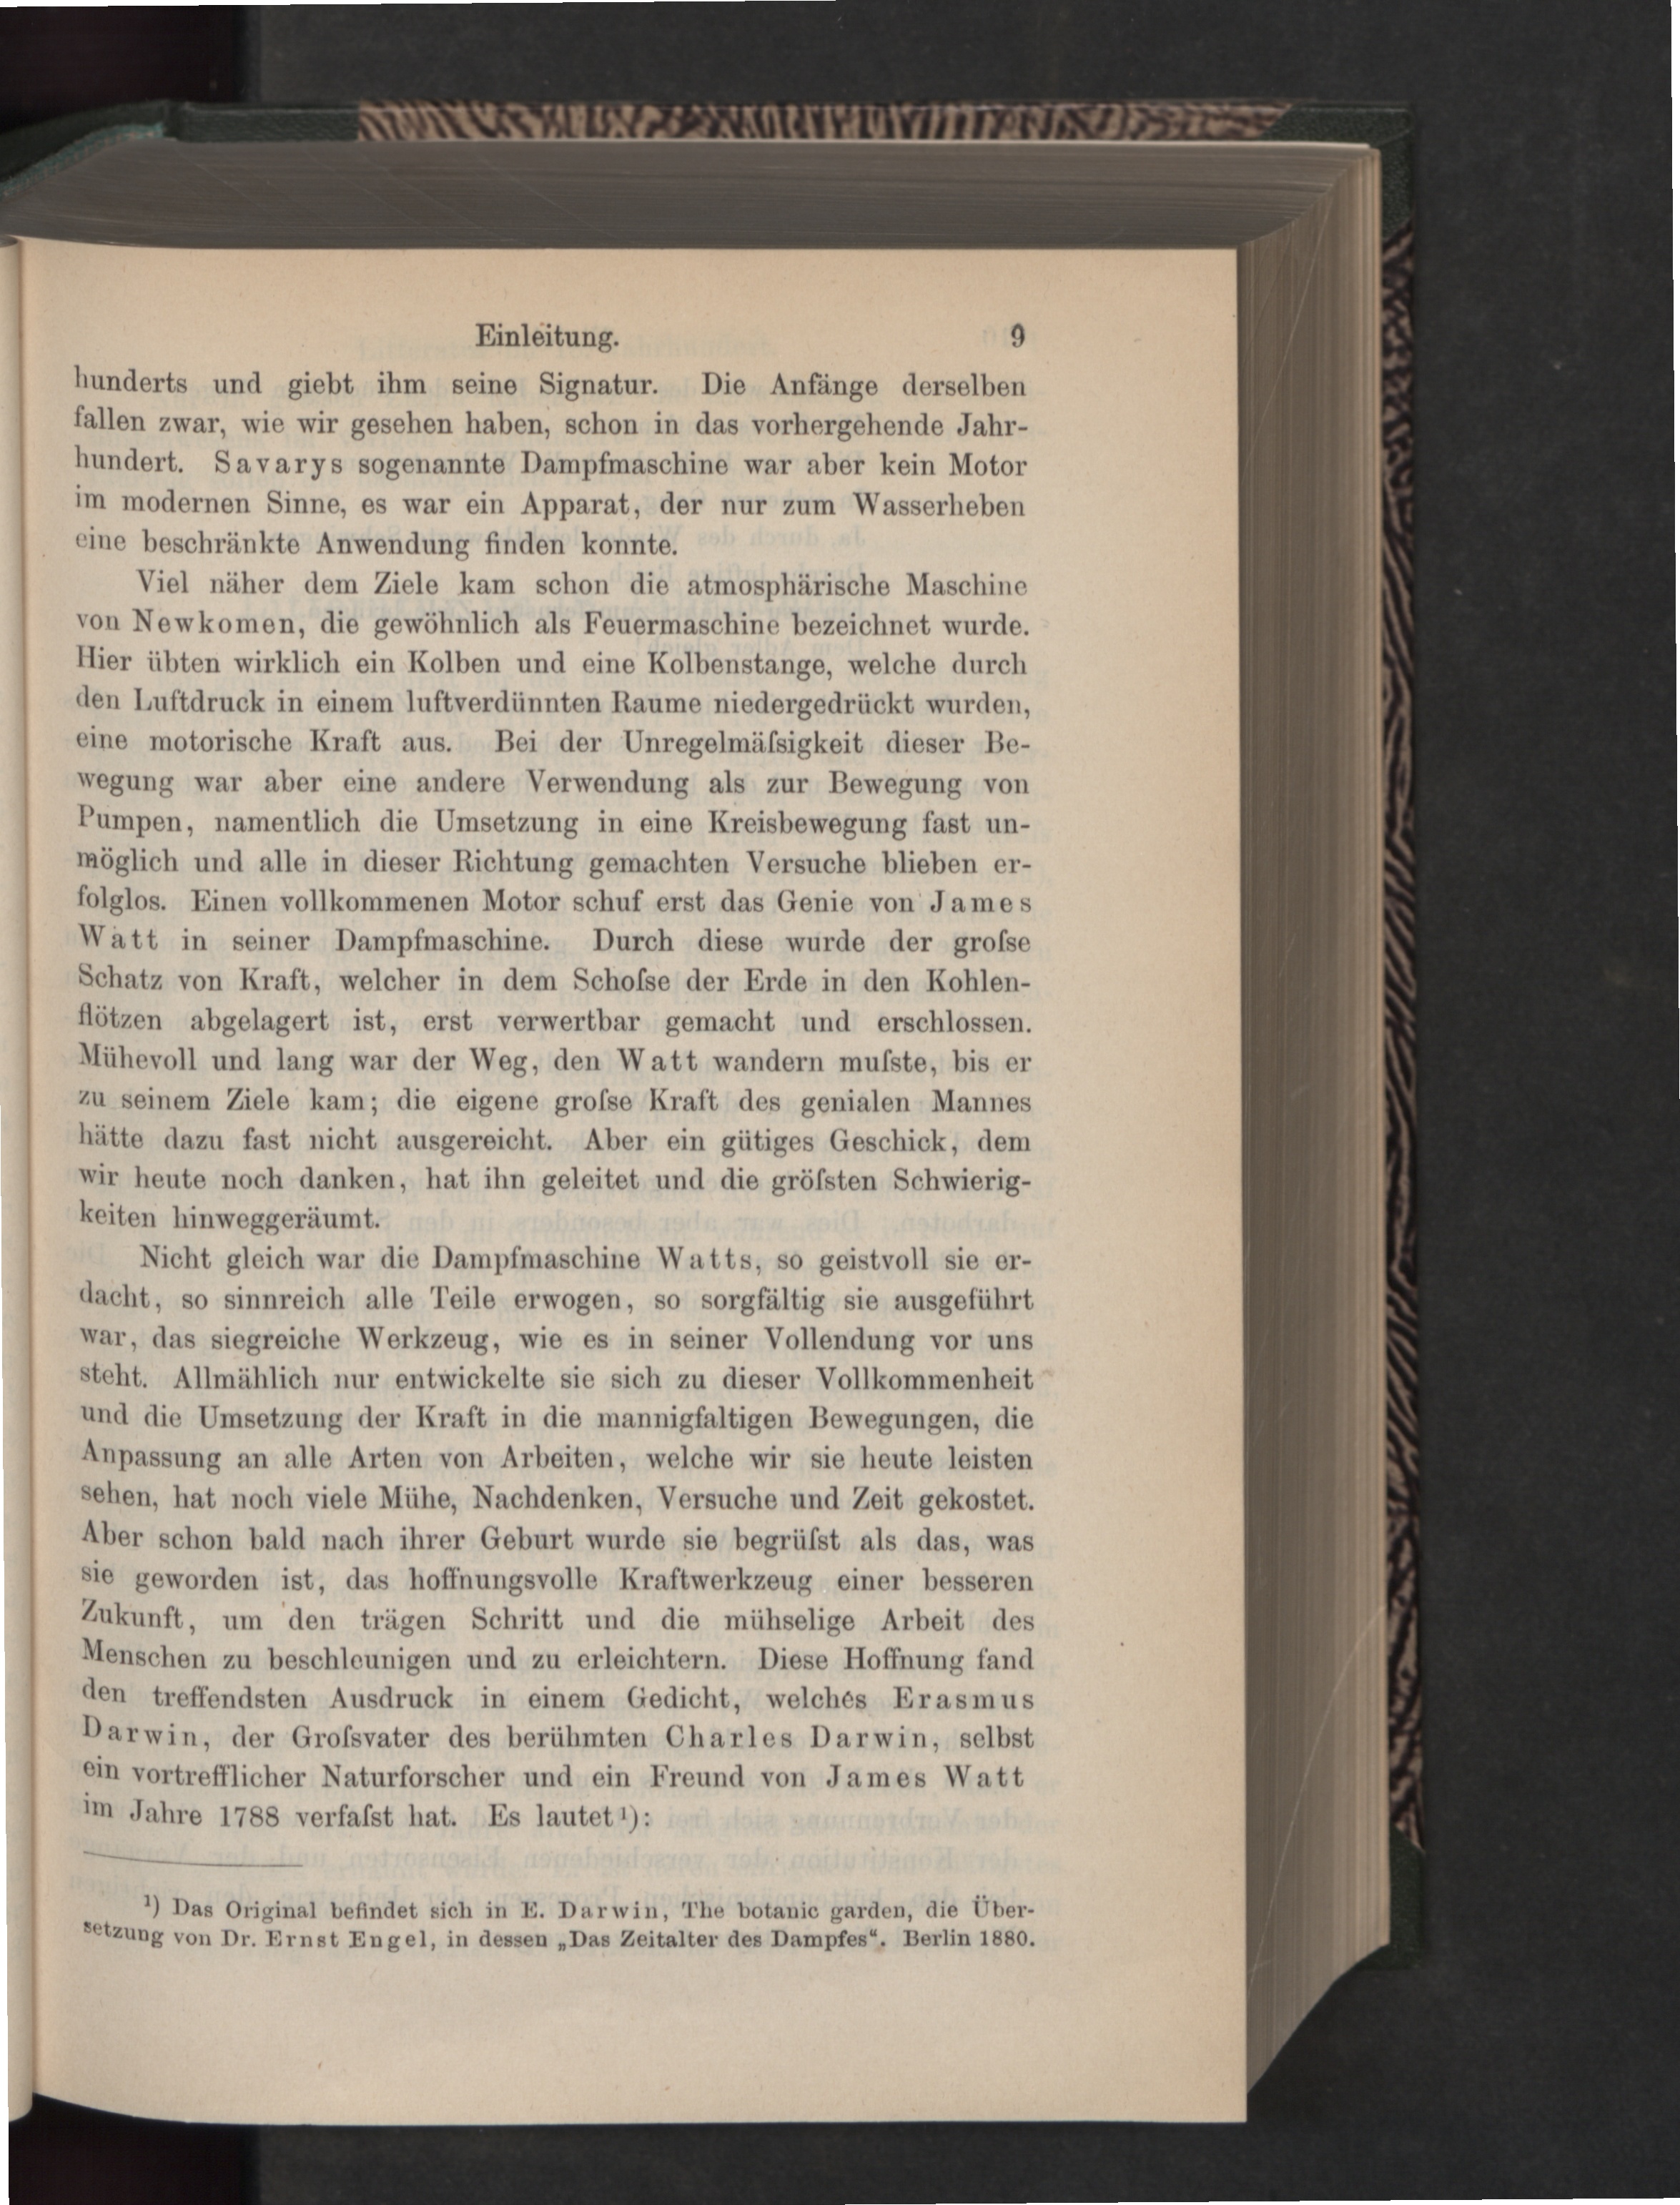 Einleitung. 9
hunderts und giebt ihm seine Signatur. Die Anfänge derselben
fallen zwar, wie wir gesehen haben, schon in das vorhergehende Jahr-
hundert. Savarys sogenannte Dampfmaschine war aber kein Motor
im modernen Sinne, es war ein Apparat, der nur zum Wasserheben
eine beschränkte Anwendung finden konnte.
Viel näher dem Ziele kam schon die atmosphärische Maschine
von Newkomen, die gewöhnlich als Feuermaschine bezeichnet wurde.
Hier übten wirklich ein Kolben und eine Kolbenstange, welche durch
den Luftdruck in einem luftverdünnten Raume niedergedrückt wurden,
eine motorische Kraft aus. Bei der Unregelmäſsigkeit dieser Be-
wegung war aber eine andere Verwendung als zur Bewegung von
Pumpen, namentlich die Umsetzung in eine Kreisbewegung fast un-
möglich und alle in dieser Richtung gemachten Versuche blieben er-
folglos. Einen vollkommenen Motor schuf erst das Genie von James
Watt in seiner Dampfmaschine. Durch diese wurde der groſse
Schatz von Kraft, welcher in dem Schoſse der Erde in den Kohlen-
flötzen abgelagert ist, erst verwertbar gemacht und erschlossen.
Mühevoll und lang war der Weg, den Watt wandern muſste, bis er
zu seinem Ziele kam; die eigene groſse Kraft des genialen Mannes
hätte dazu fast nicht ausgereicht. Aber ein gütiges Geschick, dem
wir heute noch danken, hat ihn geleitet und die gröſsten Schwierig-
keiten hinweggeräumt.
Nicht gleich war die Dampfmaschine Watts, so geistvoll sie er-
dacht, so sinnreich alle Teile erwogen, so sorgfältig sie ausgeführt
war, das siegreiche Werkzeug, wie es in seiner Vollendung vor uns
steht. Allmählich nur entwickelte sie sich zu dieser Vollkommenheit
und die Umsetzung der Kraft in die mannigfaltigen Bewegungen, die
Anpassung an alle Arten von Arbeiten, welche wir sie heute leisten
sehen, hat noch viele Mühe, Nachdenken, Versuche und Zeit gekostet.
Aber schon bald nach ihrer Geburt wurde sie begrüſst als das, was
sie geworden ist, das hoffnungsvolle Kraftwerkzeug einer besseren
Zukunft, um den trägen Schritt und die mühselige Arbeit des
Menschen zu beschleunigen und zu erleichtern. Diese Hoffnung fand
den treffendsten Ausdruck in einem Gedicht, welches Erasmus
Darwin, der Groſsvater des berühmten Charles Darwin, selbst
ein vortrefflicher Naturforscher und ein Freund von James Watt
im Jahre 1788 verfaſst hat. Es lautet¹):
¹) Das Original befindet sich in E. Darwin, The botanic garden, die Über-
setzung von Dr. Ernst Engel, in dessen „Das Zeitalter des Dampfes“. Berlin 1880.